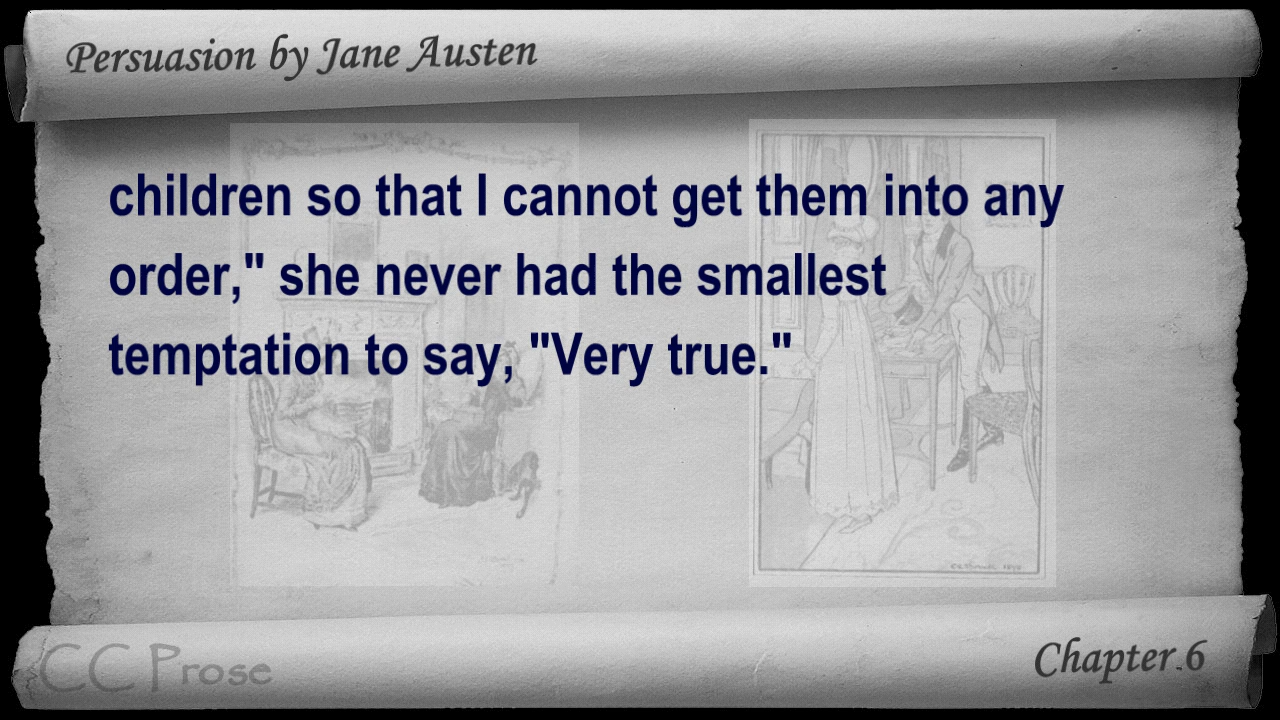 Persuasion by Jane Austen
children so that I cannot get them into any
order," she never had the smallest
temptation to say, "Very true."
CC Prose
Chapter 6